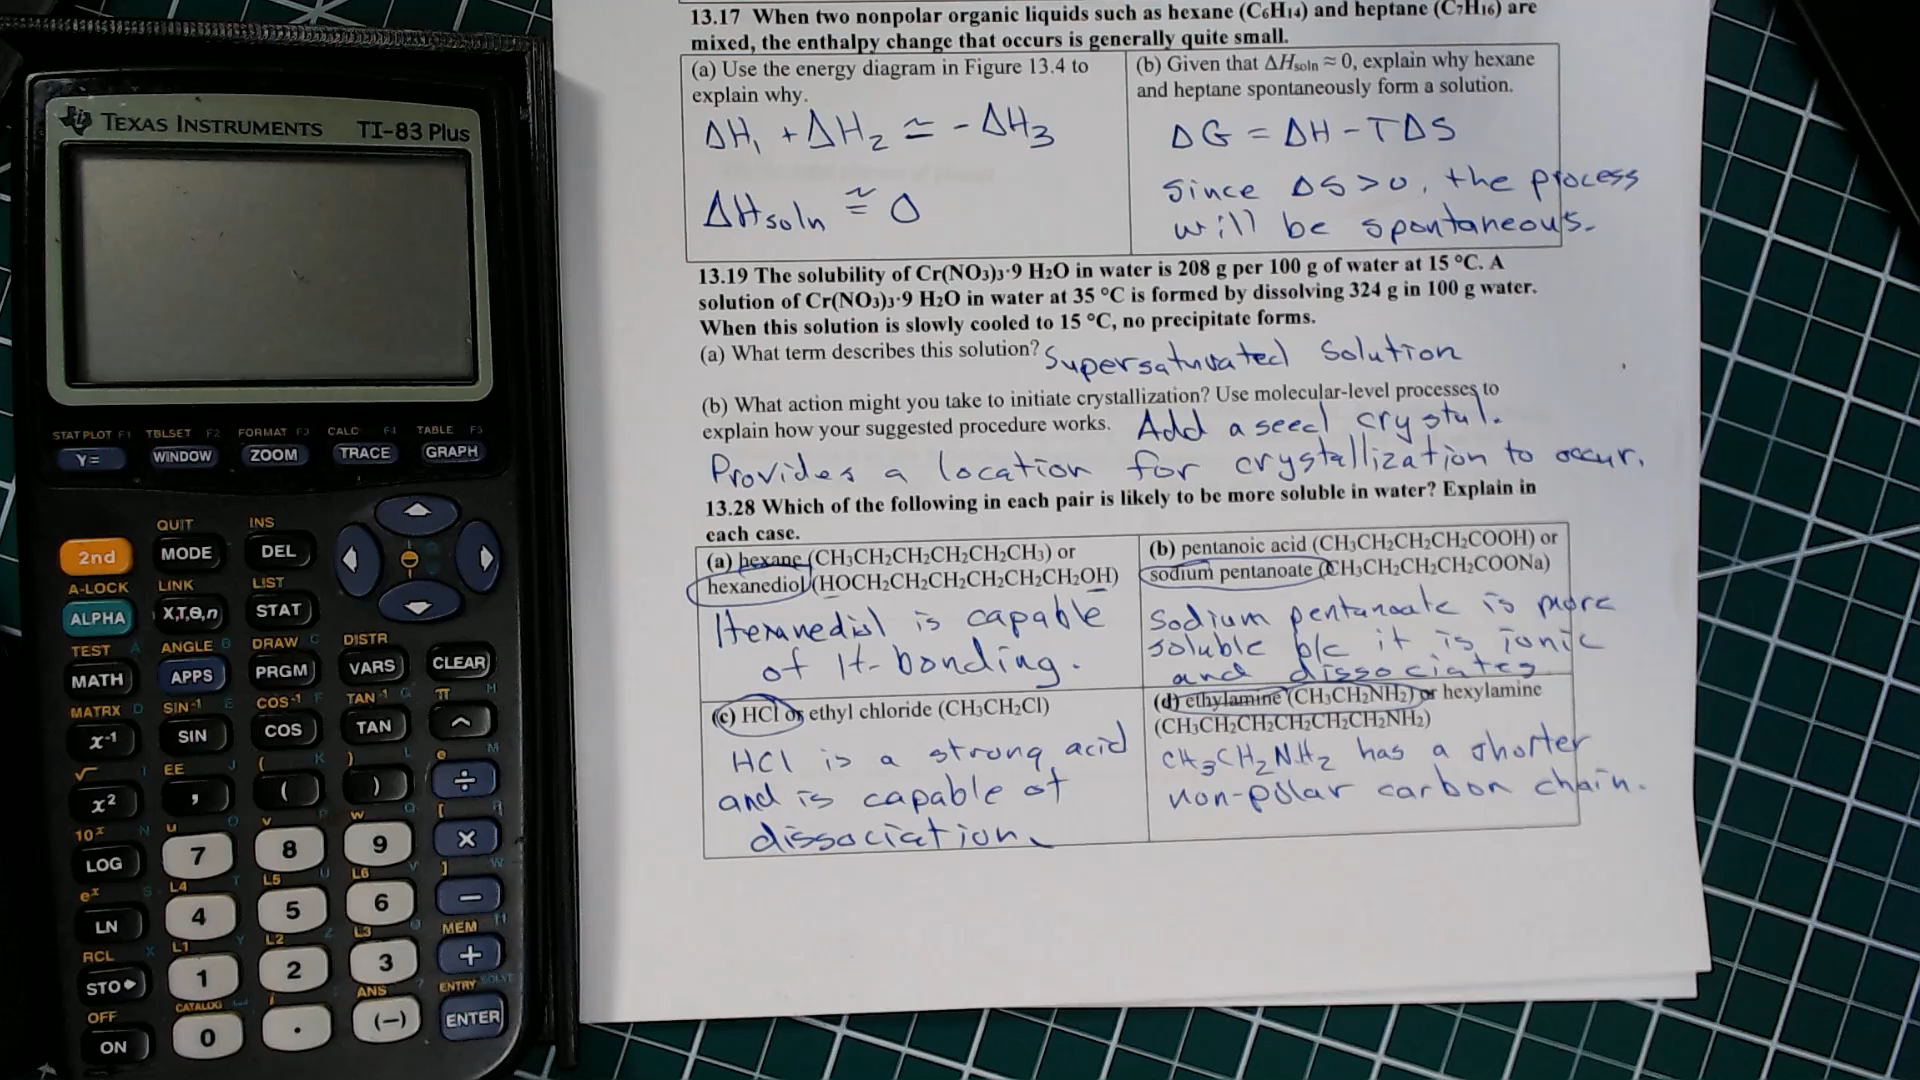 13.17 When two nonpolar organic liquids such as hexane (C₆H₁₄) and heptane (C₇H₁₆) are
mixed, the enthalpy change that occurs is generally quite small.
(a) Use the energy diagram in Figure 13.4 to
explain why.
ΔH₁ + ΔH₂ ≃ - ΔH₃
ΔHsoln ≅ 0
(b) Given that ΔHsoln ≈ 0, explain why hexane
and heptane spontaneously form a solution.
ΔG = ΔH - TΔS
Since ΔS > 0, the process
will be spontaneous.
13.19 The solubility of Cr(NO₃)₃·9 H₂O in water is 208 g per 100 g of water at 15 °C. A
solution of Cr(NO₃)₃·9 H₂O in water at 35 °C is formed by dissolving 324 g in 100 g water.
When this solution is slowly cooled to 15 °C, no precipitate forms.
(a) What term describes this solution? Supersaturated Solution
(b) What action might you take to initiate crystallization? Use molecular-level processes to
explain how your suggested procedure works. Add a seed crystal.
Provides a location for crystallization to occur.
13.28 Which of the following in each pair is likely to be more soluble in water? Explain in
each case.
(a) hexane (CH₃CH₂CH₂CH₂CH₂CH₃) or
hexanediol (HOCH₂CH₂CH₂CH₂CH₂CH₂OH)
Hexanediol is capable
of H-bonding.
(b) pentanoic acid (CH₃CH₂CH₂CH₂COOH) or
sodium pentanoate (CH₃CH₂CH₂CH₂COONa)
Sodium pentanoate is more
soluble b/c it is ionic
and dissociates
(c) HCl or ethyl chloride (CH₃CH₂Cl)
HCl is a strong acid
and is capable of
dissociation.
(d) ethylamine (CH₃CH₂NH₂) or hexylamine
(CH₃CH₂CH₂CH₂CH₂CH₂NH₂)
CH₃CH₂NH₂ has a shorter
non-polar carbon chain.
TEXAS INSTRUMENTS TI-83 Plus
STAT PLOT F1 TBLSET F2 FORMAT F3 CALC F4 TABLE F5
Y= WINDOW ZOOM TRACE GRAPH
QUIT INS
2nd MODE DEL
A-LOCK LINK LIST
ALPHA X,T,Θ,n STAT
TEST A ANGLE B DRAW C DISTR
MATH APPS PRGM VARS CLEAR
MATRX D SIN⁻¹ E COS⁻¹ F TAN⁻¹ G π H
x⁻¹ SIN COS TAN ^
√ I EE J ( K ) L e M
x² , ( ) ÷
10ˣ N u O v P w Q [ R
LOG 7 8 9 ×
eˣ S L4 T L5 U L6 V ] W
LN 4 5 6 −
RCL X L1 Y L2 Z L3 MEM
STO▸ 1 2 3 +
OFF CATALOG i ANS ENTRY SOLVE
ON 0 . (−) ENTER